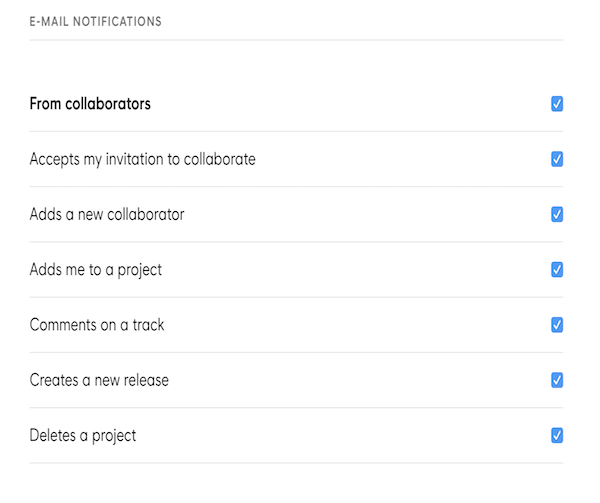 E-MAIL NOTIFICATIONS
From collaborators
Accepts my invitation to collaborate
Adds a new collaborator
Adds me to a project
Comments on a track
Creates a new release
Deletes a project